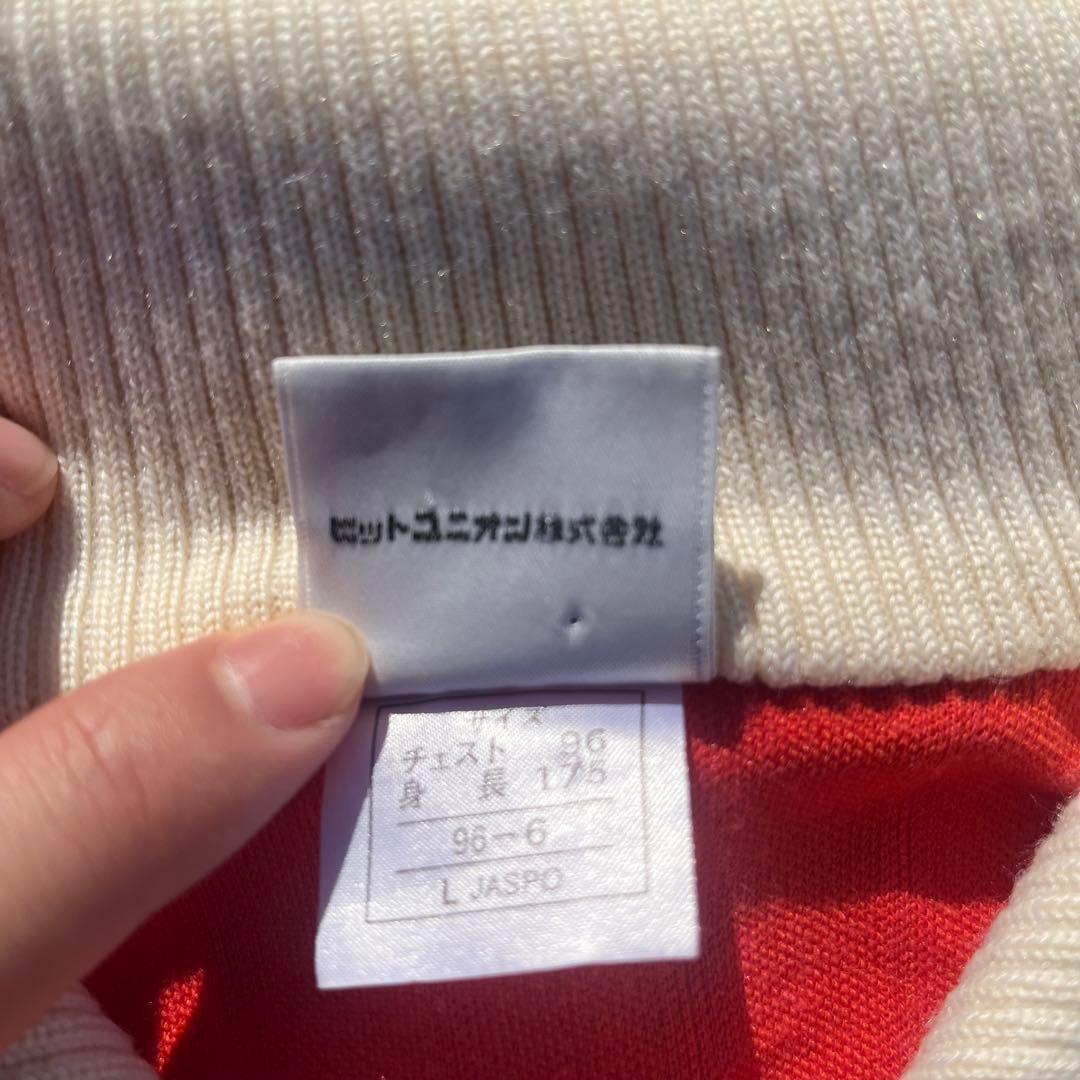 ヒットユニオン株式会社
サイズ
チェスト 96
身長 175
96-6
L JASPO